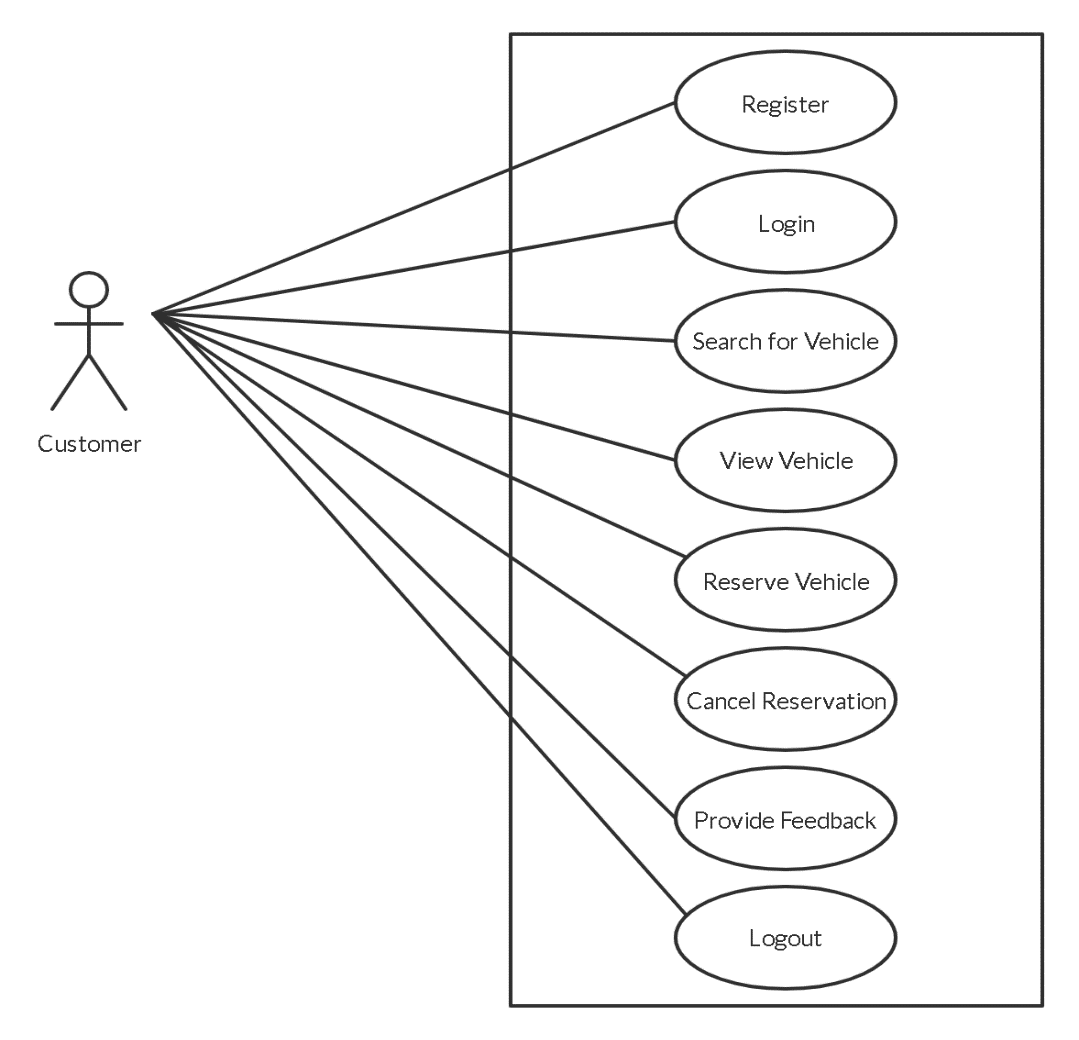 Register
Login
Search for Vehicle
View Vehicle
Reserve Vehicle
Cancel Reservation
Provide Feedback
Logout
Customer